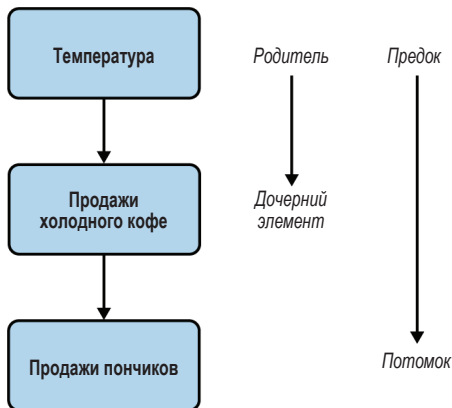 Температура
Родитель
Предок
Продажи
холодного кофе
Дочерний
элемент
Продажи пончиков
Потомок